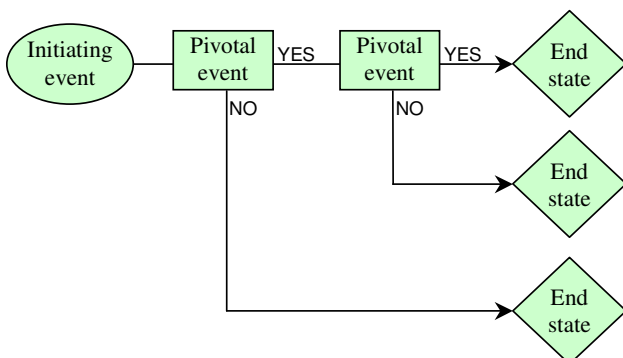 Initiating
event
Pivotal
event
YES
Pivotal
event
YES
End
state
NO
NO
End
state
End
state